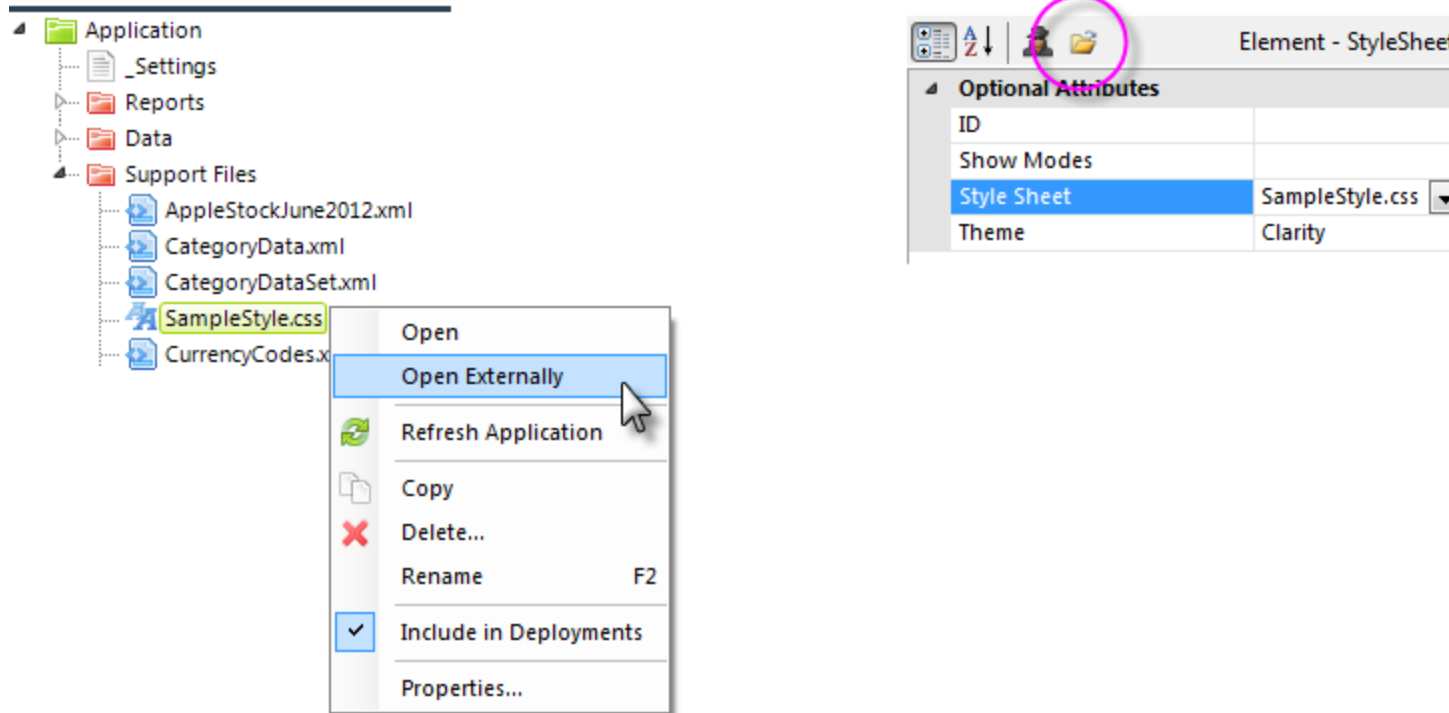 Application
_Settings
Reports
Data
Support Files
AppleStockJune2012.xml
CategoryData.xml
CategoryDataSet.xml
SampleStyle.css
CurrencyCodes.x
Open
Open Externally
Refresh Application
Copy
Delete...
Rename F2
Include in Deployments
Properties...
A
Z
Element - StyleSheet
Optional Attributes
ID
Show Modes
Style Sheet SampleStyle.css
Theme Clarity